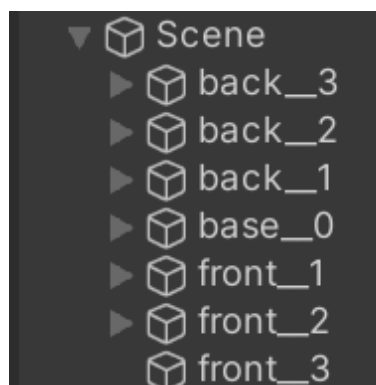 Scene
back__3
back__2
back__1
base__0
front__1
front__2
front__3